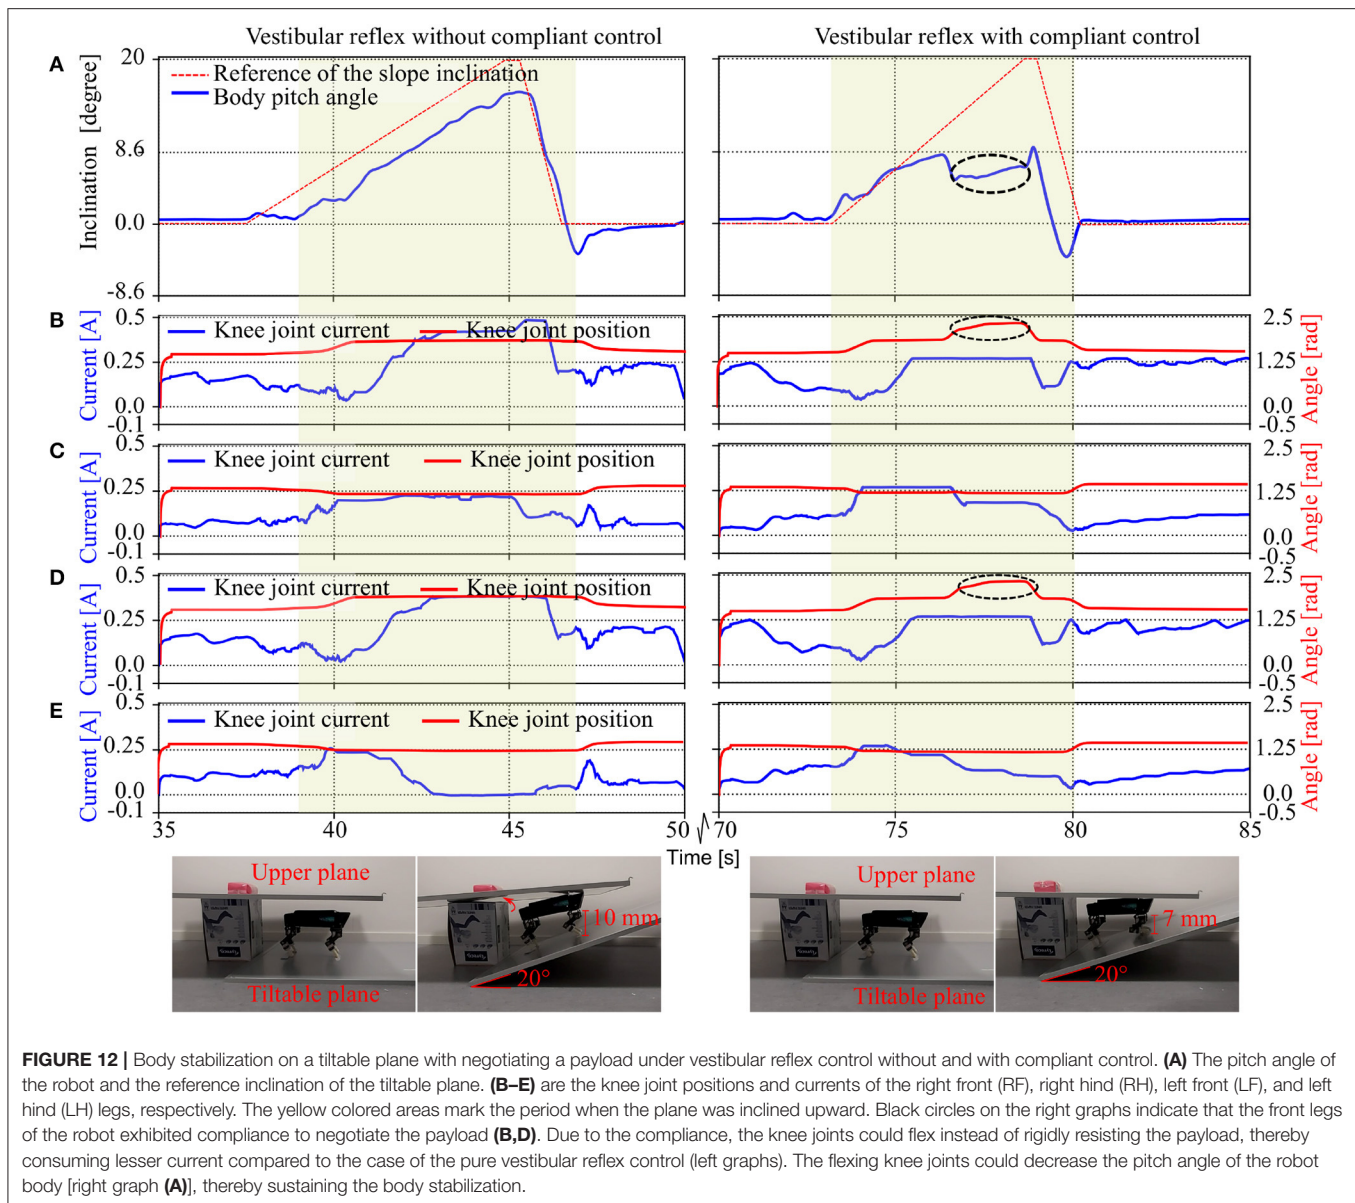 Vestibular reflex without compliant control
Vestibular reflex with compliant control
A
20
8.6
0.0
-8.6
Inclination [degree]
Reference of the slope inclination
Body pitch angle
B
0.5
0.25
0.0
-0.1
Current [A]
Knee joint current
Knee joint position
2.5
1.25
0.0
-0.5
Angle [rad]
C
0.5
0.25
0.0
-0.1
Current [A]
Knee joint current
Knee joint position
2.5
1.25
0.0
-0.5
Angle [rad]
D
0.5
0.25
0.0
-0.1
Current [A]
Knee joint current
Knee joint position
2.5
1.25
0.0
-0.5
Angle [rad]
E
0.5
0.25
0.0
-0.1
Current [A]
Knee joint current
Knee joint position
2.5
1.25
0.0
-0.5
Angle [rad]
35 40 45 50 70 75 80 85
Time [s]
Upper plane
Tiltable plane
10 mm
20°
Upper plane
Tiltable plane
7 mm
20°
FIGURE 12 | Body stabilization on a tiltable plane with negotiating a payload under vestibular reflex control without and with compliant control. (A) The pitch angle of
the robot and the reference inclination of the tiltable plane. (B–E) are the knee joint positions and currents of the right front (RF), right hind (RH), left front (LF), and left
hind (LH) legs, respectively. The yellow colored areas mark the period when the plane was inclined upward. Black circles on the right graphs indicate that the front legs
of the robot exhibited compliance to negotiate the payload (B,D). Due to the compliance, the knee joints could flex instead of rigidly resisting the payload, thereby
consuming lesser current compared to the case of the pure vestibular reflex control (left graphs). The flexing knee joints could decrease the pitch angle of the robot
body [right graph (A)], thereby sustaining the body stabilization.